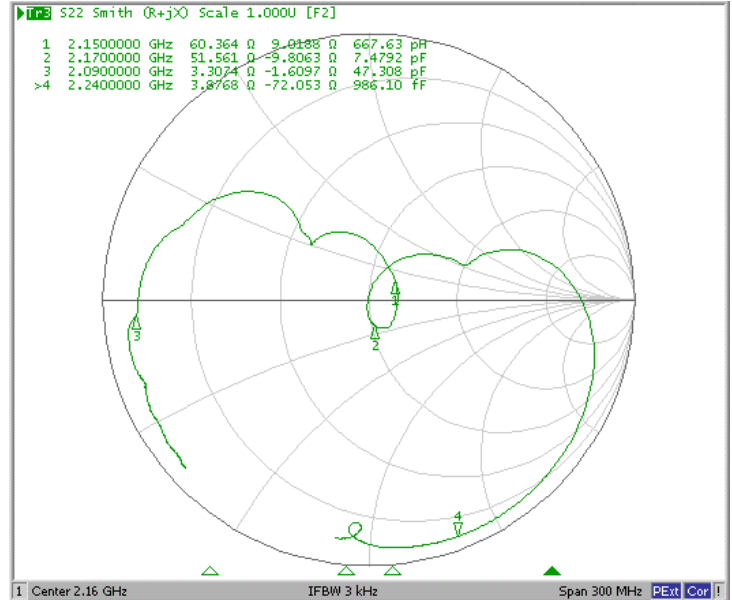 Tr3 S22 Smith (R+jX) Scale 1.000U [F2]
1 2.1500000 GHz 60.364 Ω 9.0188 Ω 667.63 pH
2 2.1700000 GHz 51.561 Ω -9.8063 Ω 7.4792 pF
3 2.0900000 GHz 3.3074 Ω -1.6097 Ω 47.308 pF
>4 2.2400000 GHz 3.8768 Ω -72.053 Ω 986.10 fF
1
3
2
4
1 Center 2.16 GHz IFBW 3 kHz Span 300 MHz PExt Cor !